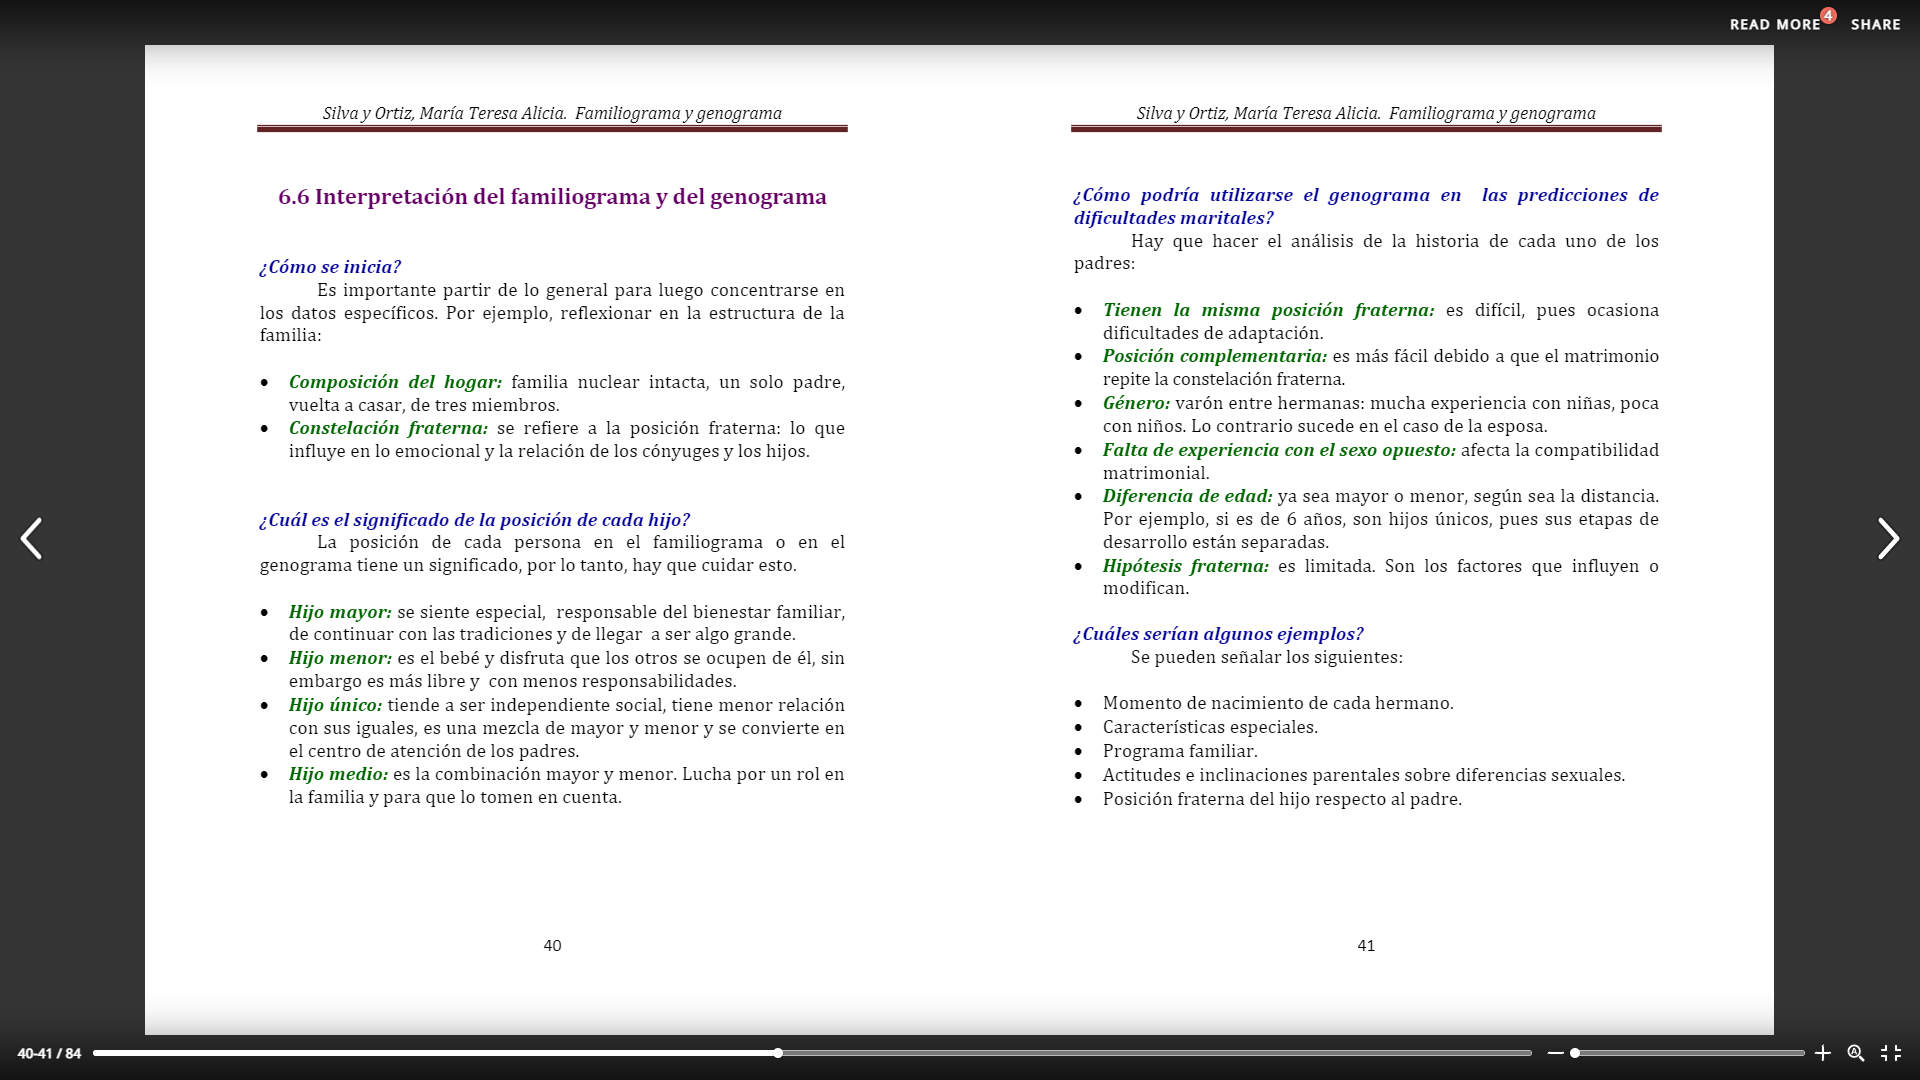 READ MORE 4 SHARE
Silva y Ortiz, María Teresa Alicia. Familiograma y genograma
6.6 Interpretación del familiograma y del genograma
¿Cómo se inicia?
Es importante partir de lo general para luego concentrarse en
los datos específicos. Por ejemplo, reflexionar en la estructura de la
familia:
• Composición del hogar: familia nuclear intacta, un solo padre,
vuelta a casar, de tres miembros.
• Constelación fraterna: se refiere a la posición fraterna: lo que
influye en lo emocional y la relación de los cónyuges y los hijos.
¿Cuál es el significado de la posición de cada hijo?
La posición de cada persona en el familiograma o en el
genograma tiene un significado, por lo tanto, hay que cuidar esto.
• Hijo mayor: se siente especial, responsable del bienestar familiar,
de continuar con las tradiciones y de llegar a ser algo grande.
• Hijo menor: es el bebé y disfruta que los otros se ocupen de él, sin
embargo es más libre y con menos responsabilidades.
• Hijo único: tiende a ser independiente social, tiene menor relación
con sus iguales, es una mezcla de mayor y menor y se convierte en
el centro de atención de los padres.
• Hijo medio: es la combinación mayor y menor. Lucha por un rol en
la familia y para que lo tomen en cuenta.
40
Silva y Ortiz, María Teresa Alicia. Familiograma y genograma
¿Cómo podría utilizarse el genograma en las predicciones de
dificultades maritales?
Hay que hacer el análisis de la historia de cada uno de los
padres:
• Tienen la misma posición fraterna: es difícil, pues ocasiona
dificultades de adaptación.
• Posición complementaria: es más fácil debido a que el matrimonio
repite la constelación fraterna.
• Género: varón entre hermanas: mucha experiencia con niñas, poca
con niños. Lo contrario sucede en el caso de la esposa.
• Falta de experiencia con el sexo opuesto: afecta la compatibilidad
matrimonial.
• Diferencia de edad: ya sea mayor o menor, según sea la distancia.
Por ejemplo, si es de 6 años, son hijos únicos, pues sus etapas de
desarrollo están separadas.
• Hipótesis fraterna: es limitada. Son los factores que influyen o
modifican.
¿Cuáles serían algunos ejemplos?
Se pueden señalar los siguientes:
• Momento de nacimiento de cada hermano.
• Características especiales.
• Programa familiar.
• Actitudes e inclinaciones parentales sobre diferencias sexuales.
• Posición fraterna del hijo respecto al padre.
41
40-41 / 84